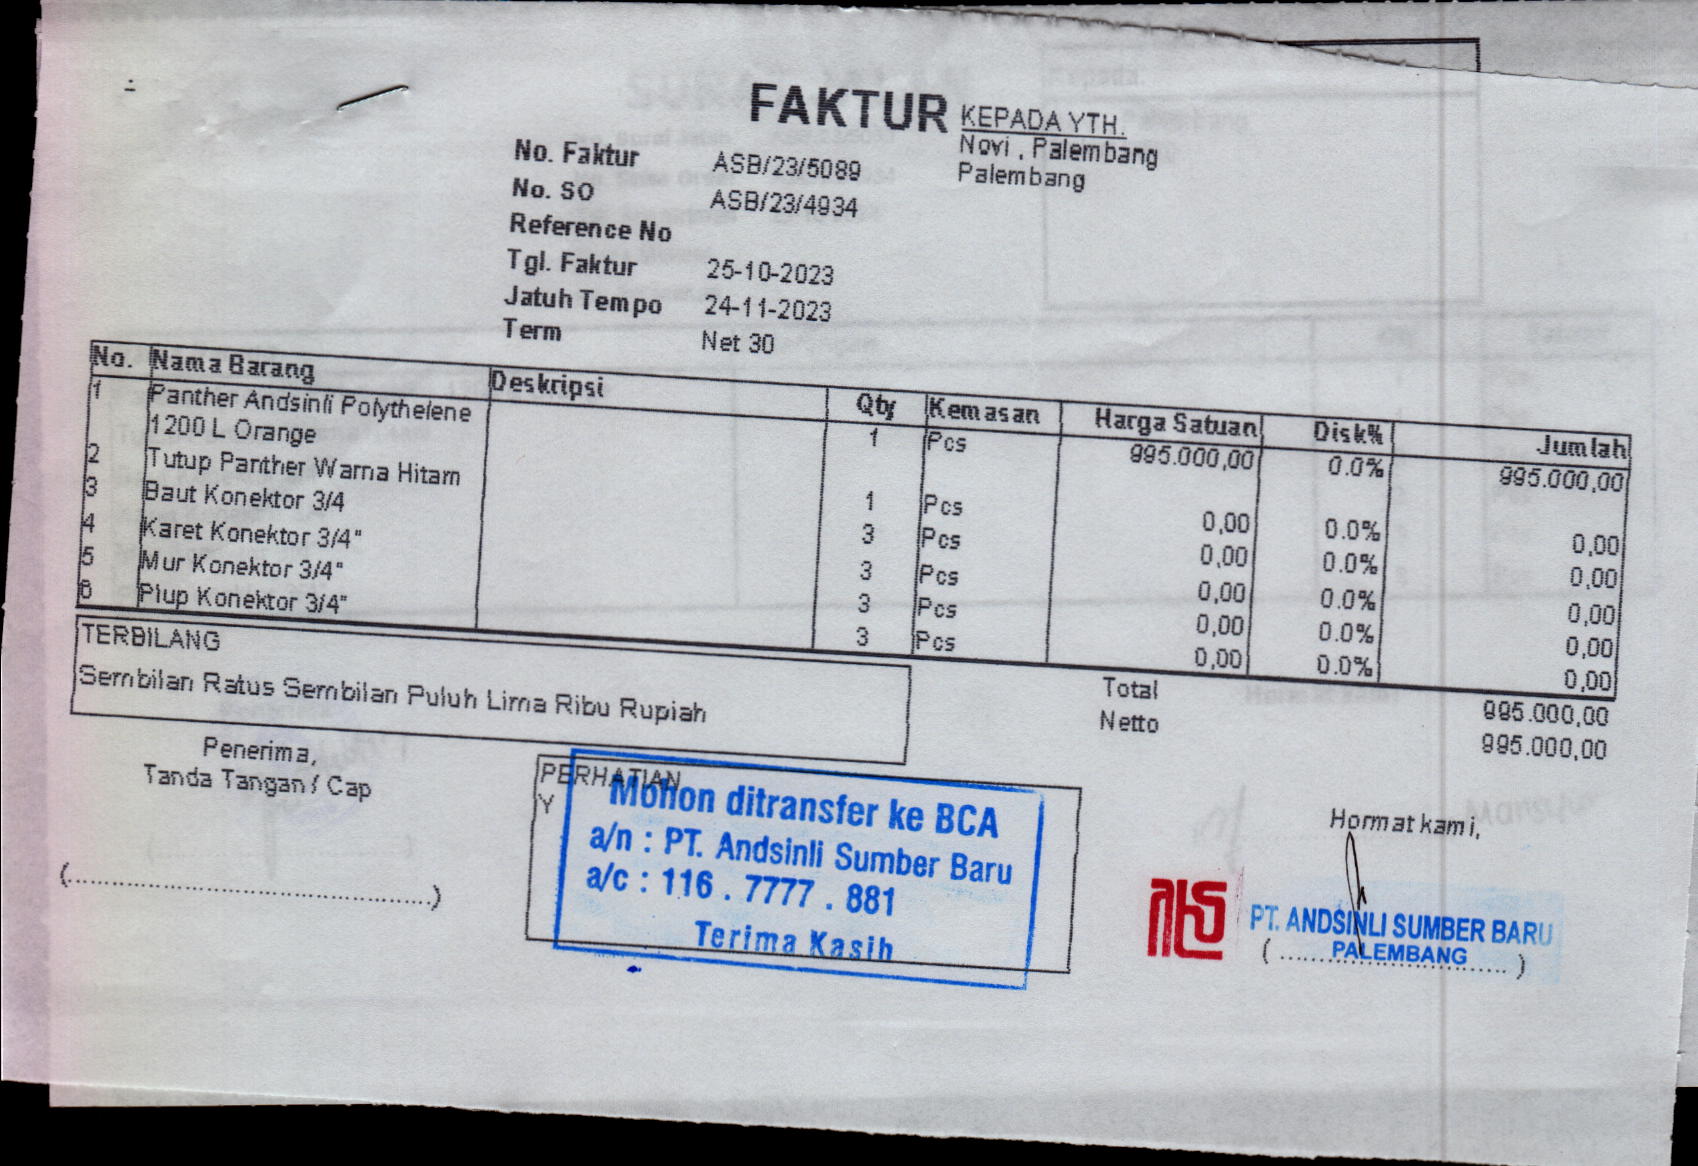 FAKTUR
KEPADA YTH.
Novi , Palembang
Palembang
No. Faktur ASB/23/5089
No. SO ASB/23/4934
Reference No
Tgl. Faktur 25-10-2023
Jatuh Tempo 24-11-2023
Term Net 30
No. Nama Barang Deskripsi Qty Kemasan Harga Satuan Disk% Jumlah
1 Panther Andsinli Polythelene 1 Pcs 995.000,00 0.0% 995.000,00
1200 L Orange
2 Tutup Panther Warna Hitam 1 Pcs 0,00 0.0% 0,00
3 Baut Konektor 3/4 3 Pcs 0,00 0.0% 0,00
4 Karet Konektor 3/4" 3 Pcs 0,00 0.0% 0,00
5 Mur Konektor 3/4" 3 Pcs 0,00 0.0% 0,00
6 Plup Konektor 3/4" 3 Pcs 0,00 0.0% 0,00
TERBILANG
Sembilan Ratus Sembilan Puluh Lima Ribu Rupiah
Total 995.000,00
Netto 995.000,00
Penerima,
Tanda Tangan / Cap
(................................................)
PERHATIAN
Y
Mohon ditransfer ke BCA
a/n : PT. Andsinli Sumber Baru
a/c : 116 . 7777 . 881
Terima Kasih
Hormat kami,
PT. ANDSINLI SUMBER BARU
PALEMBANG
(................................)